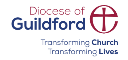 Diocese of
Guildford
Transforming Church
Transforming Lives